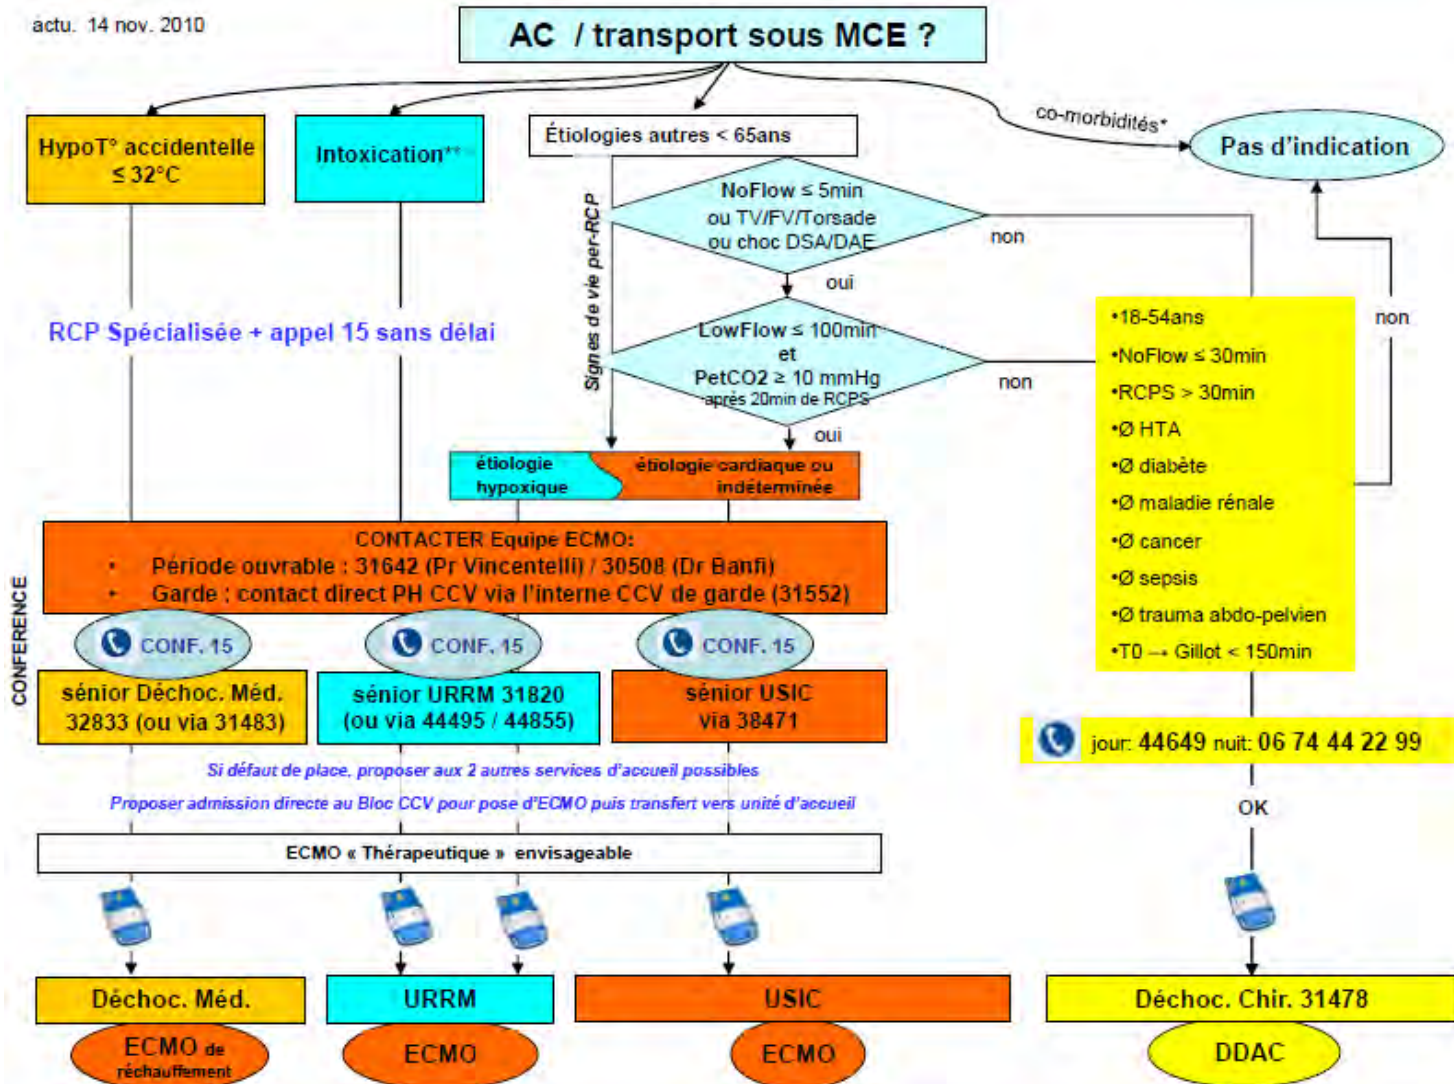 actu. 14 nov. 2010
AC / transport sous MCE ?
HypoT° accidentelle
≤ 32°C
Intoxication**
Étiologies autres < 65ans
co-morbidités*
Pas d'indication
NoFlow ≤ 5min
ou TV/FV/Torsade
ou choc DSA/DAE
non
oui
Signes de vie per-RCP
RCP Spécialisée + appel 15 sans délai
LowFlow ≤ 100min
et
PetCO2 ≥ 10 mmHg
aprés 20min de RCPS
non
oui
•18-54ans
•NoFlow ≤ 30min
•RCPS > 30min
•Ø HTA
•Ø diabète
•Ø maladie rénale
•Ø cancer
•Ø sepsis
•Ø trauma abdo-pelvien
•T0 → Gillot < 150min
non
étiologie
hypoxique
étiologie cardiaque ou
indéterminée
CONFERENCE
CONTACTER Equipe ECMO:
• Période ouvrable : 31642 (Pr Vincentelli) / 30508 (Dr Banfi)
• Garde : contact direct PH CCV via l'interne CCV de garde (31552)
CONF. 15
CONF. 15
CONF. 15
sénior Déchoc. Méd.
32833 (ou via 31483)
sénior URRM 31820
(ou via 44495 / 44855)
sénior USIC
via 38471
jour: 44649 nuit: 06 74 44 22 99
Si défaut de place, proposer aux 2 autres services d'accueil possibles
Proposer admission directe au Bloc CCV pour pose d'ECMO puis transfert vers unité d'accueil
OK
ECMO « Thérapeutique » envisageable
Déchoc. Méd.
URRM
USIC
Déchoc. Chir. 31478
ECMO de
réchauffement
ECMO
ECMO
DDAC